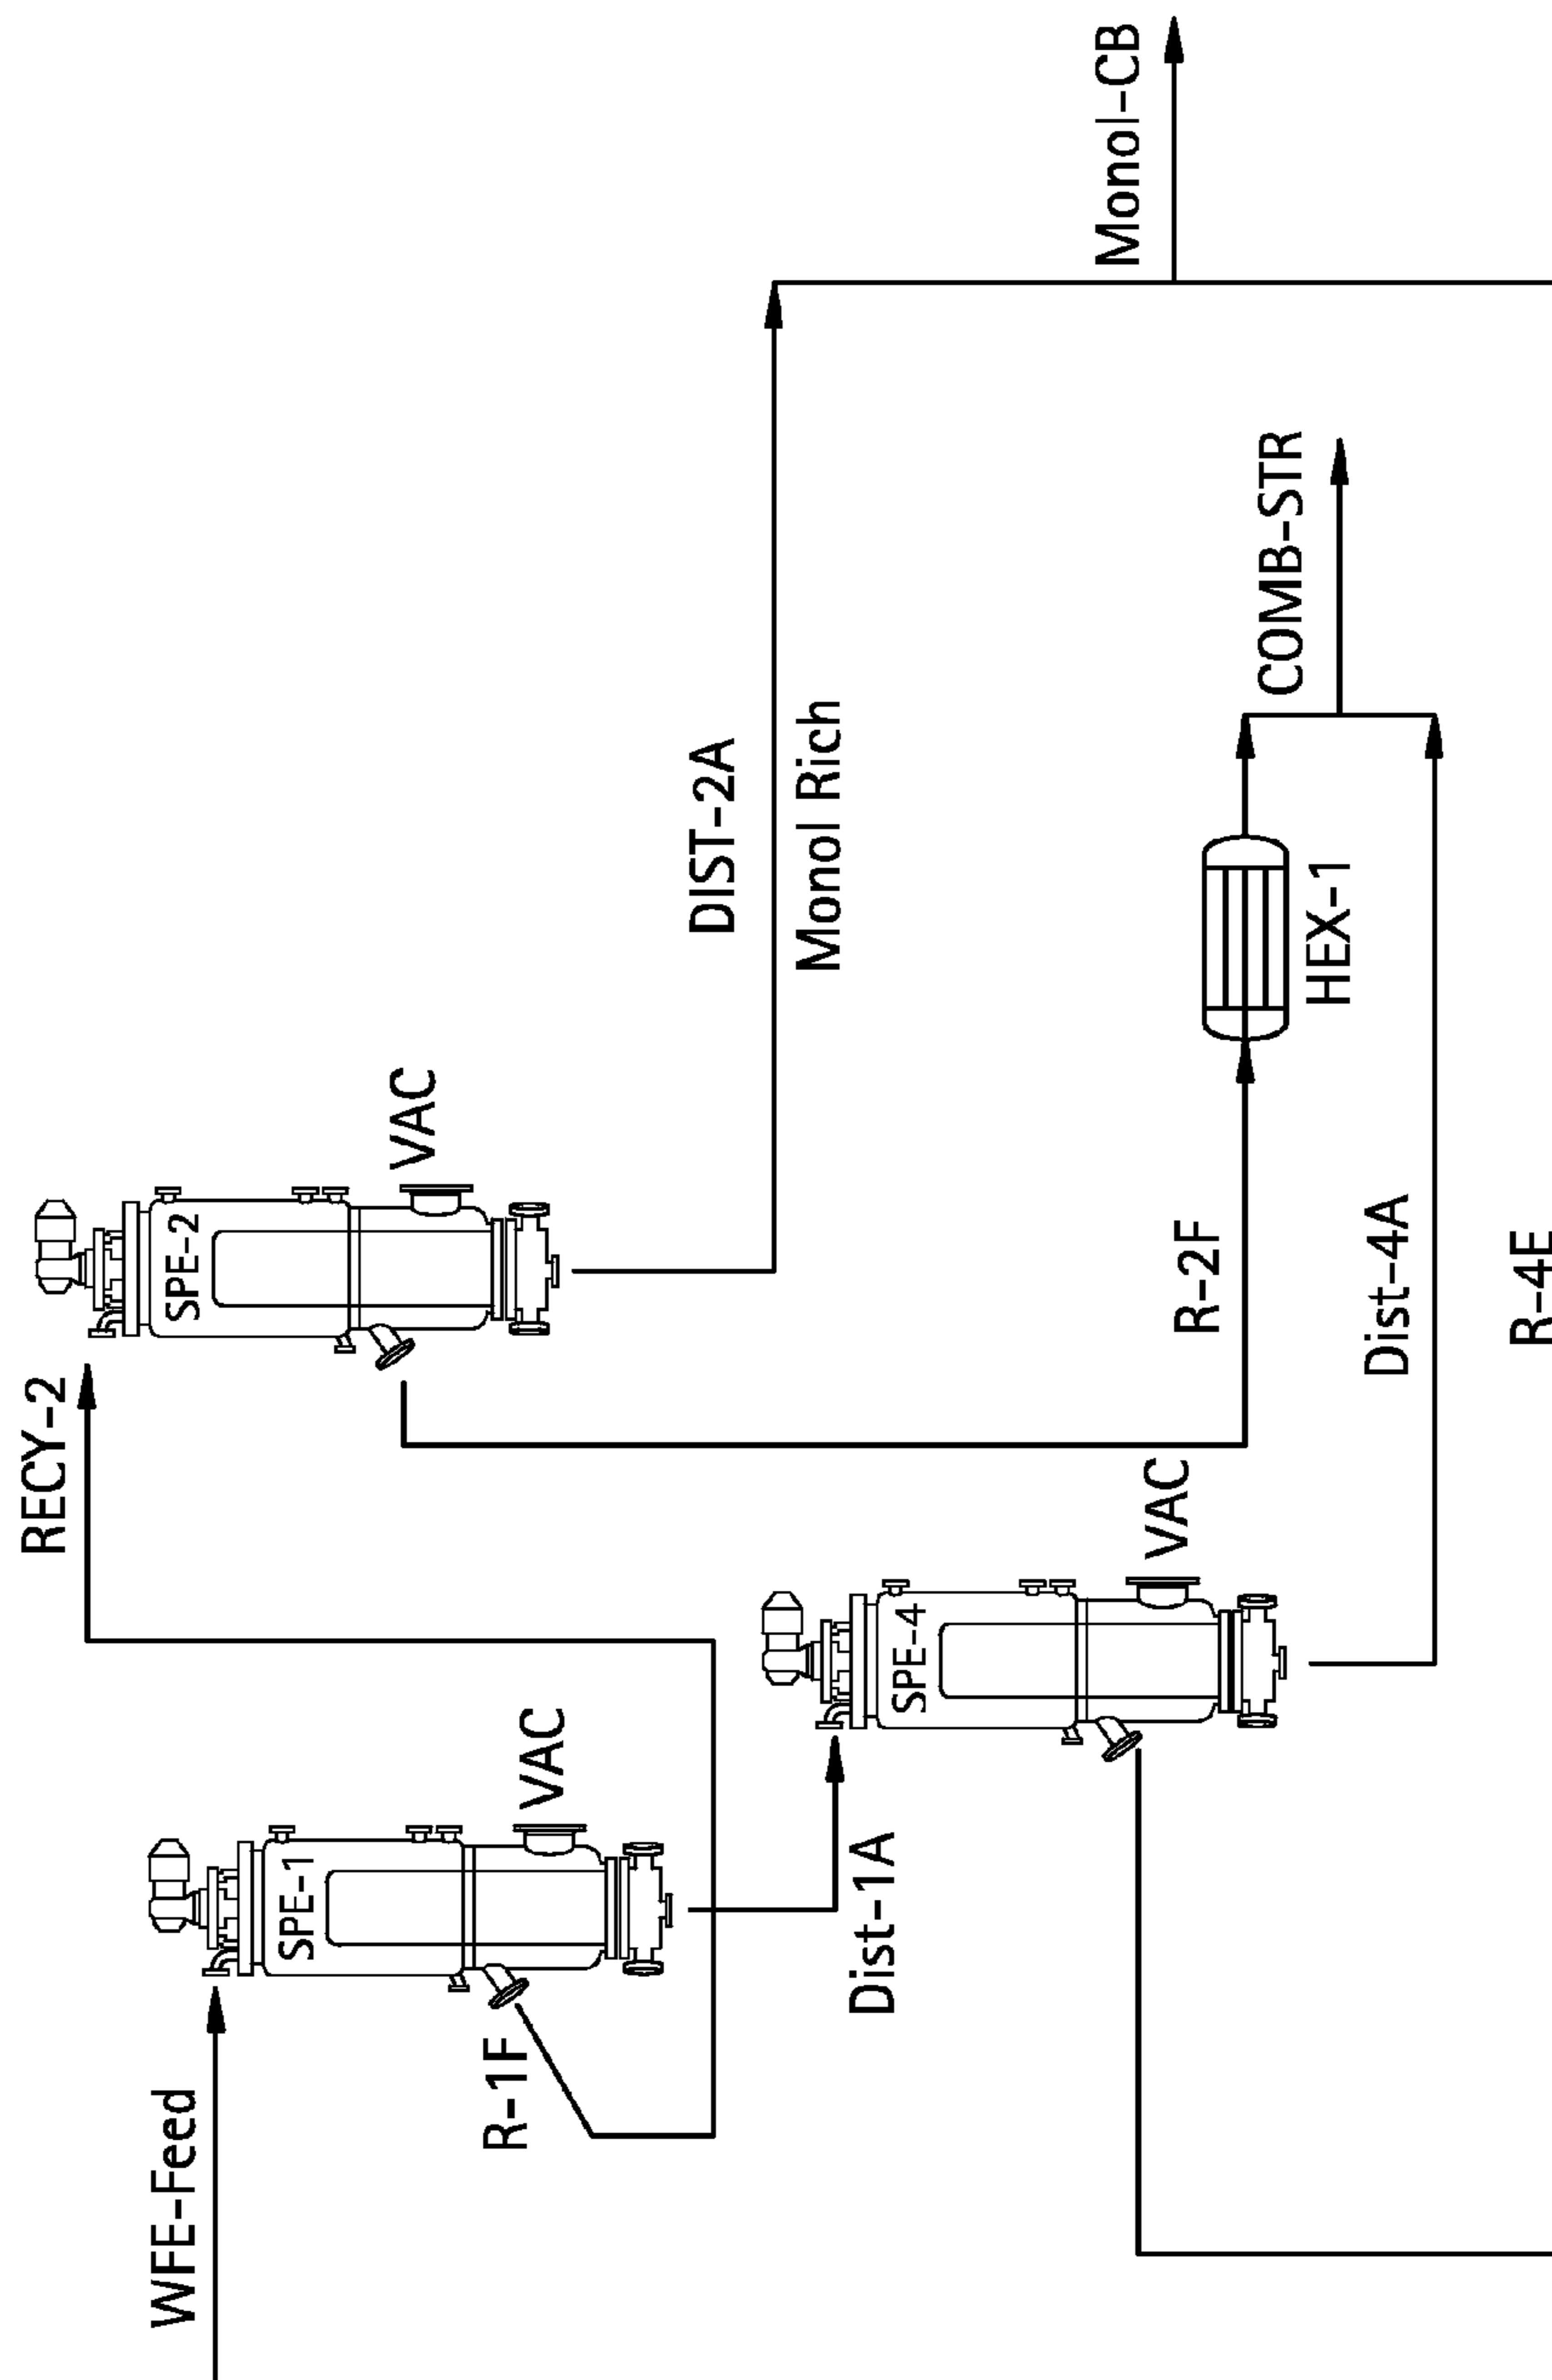 WFE-Feed
RECY-2
SPE-2
VAC
SPE-1
VAC
R-1F
DIST-2A
Monol Rich
Dist-1A
SPE-4
VAC
R-2F
HEX-1
COMB-STR
Monol-CB
Dist-4A
R-4E